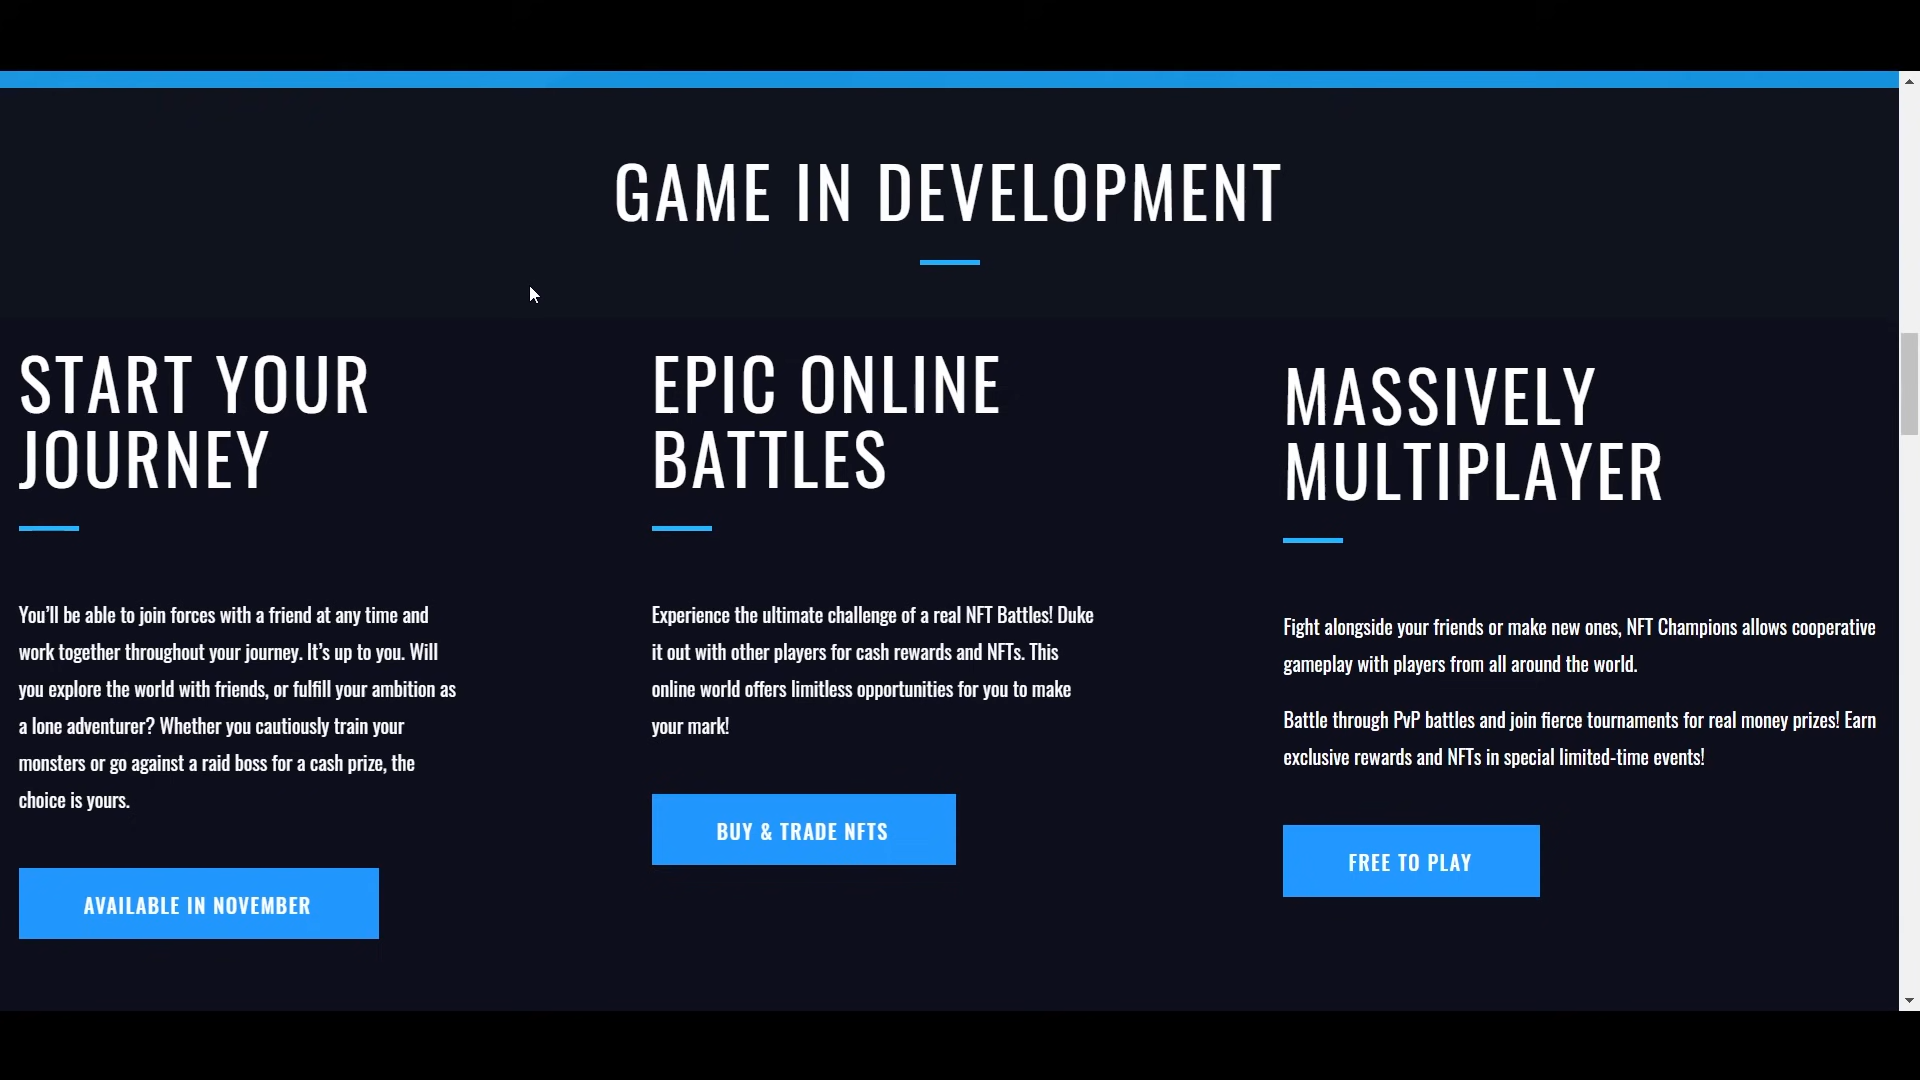 GAME IN DEVELOPMENT
START YOUR
JOURNEY
You’ll be able to join forces with a friend at any time and
work together throughout your journey. It’s up to you. Will
you explore the world with friends, or fulfill your ambition as
a lone adventurer? Whether you cautiously train your
monsters or go against a raid boss for a cash prize, the
choice is yours.
AVAILABLE IN NOVEMBER
EPIC ONLINE
BATTLES
Experience the ultimate challenge of a real NFT Battles! Duke
it out with other players for cash rewards and NFTs. This
online world offers limitless opportunities for you to make
your mark!
BUY & TRADE NFTS
MASSIVELY
MULTIPLAYER
Fight alongside your friends or make new ones, NFT Champions allows cooperative
gameplay with players from all around the world.
Battle through PvP battles and join fierce tournaments for real money prizes! Earn
exclusive rewards and NFTs in special limited-time events!
FREE TO PLAY